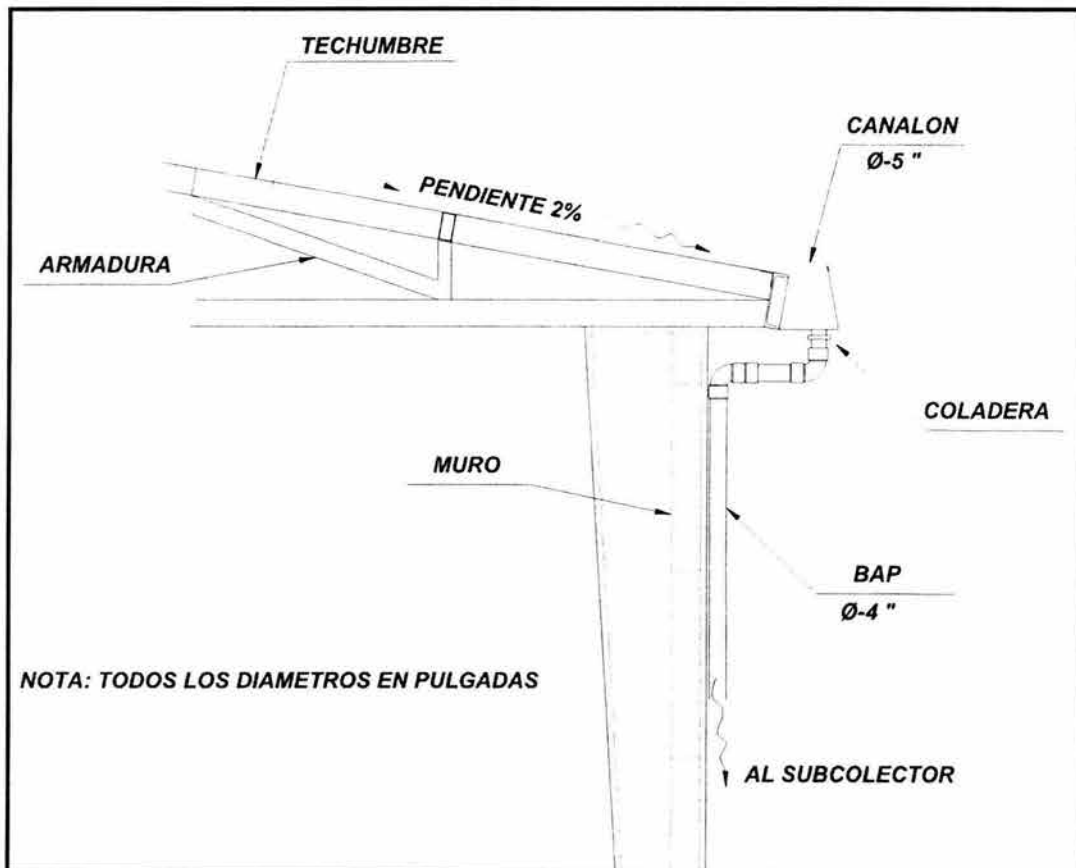 TECHUMBRE
CANALON
Ø-5 "
PENDIENTE 2%
ARMADURA
COLADERA
MURO
BAP
Ø-4 "
NOTA: TODOS LOS DIAMETROS EN PULGADAS
AL SUBCOLECTOR